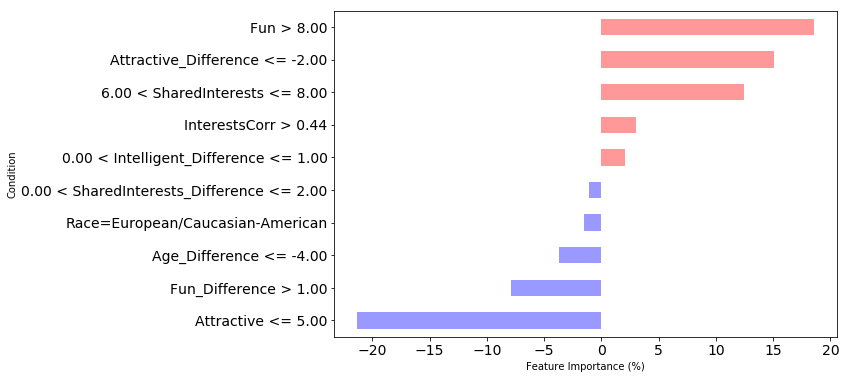 Condition
Fun > 8.00
Attractive_Difference <= -2.00
6.00 < SharedInterests <= 8.00
InterestsCorr > 0.44
0.00 < Intelligent_Difference <= 1.00
0.00 < SharedInterests_Difference <= 2.00
Race=European/Caucasian-American
Age_Difference <= -4.00
Fun_Difference > 1.00
Attractive <= 5.00
−20 −15 −10 −5 0 5 10 15 20
Feature Importance (%)